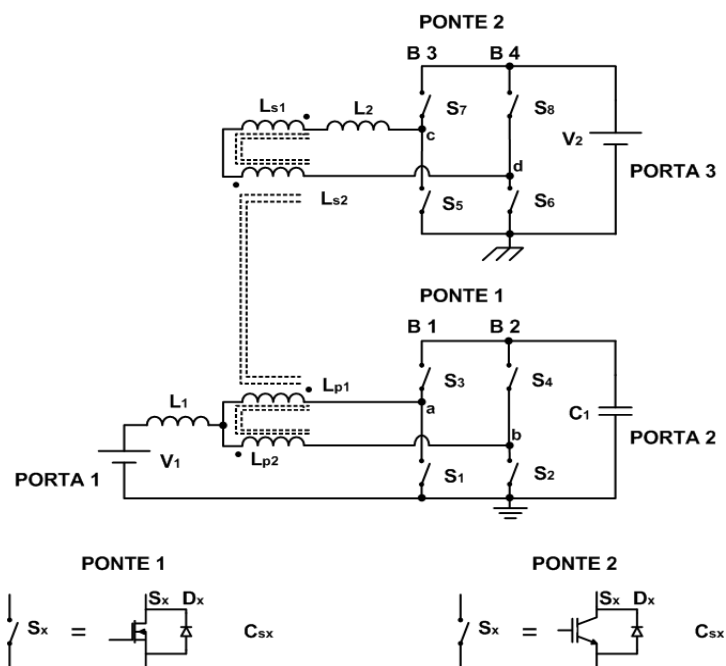 PONTE 2
B 3 B 4
Ls1 L2 S7 S8
c V2
d PORTA 3
Ls2 S5 S6
PONTE 1
B 1 B 2
Lp1 S3 S4
L1 a C1
b PORTA 2
V1 Lp2 S1 S2
PORTA 1
PONTE 1 PONTE 2
Sx = Sx Dx Csx Sx = Sx Dx Csx